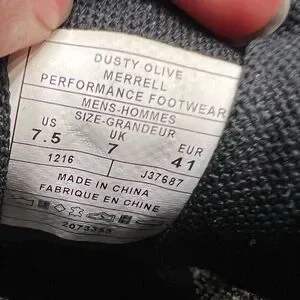 DUSTY OLIVE
MERRELL
PERFORMANCE FOOTWEAR
MENS-HOMMES
SIZE-GRANDEUR
US UK EUR
7.5 7 41
1216 J37687
MADE IN CHINA
FABRIQUE EN CHINE
2073355